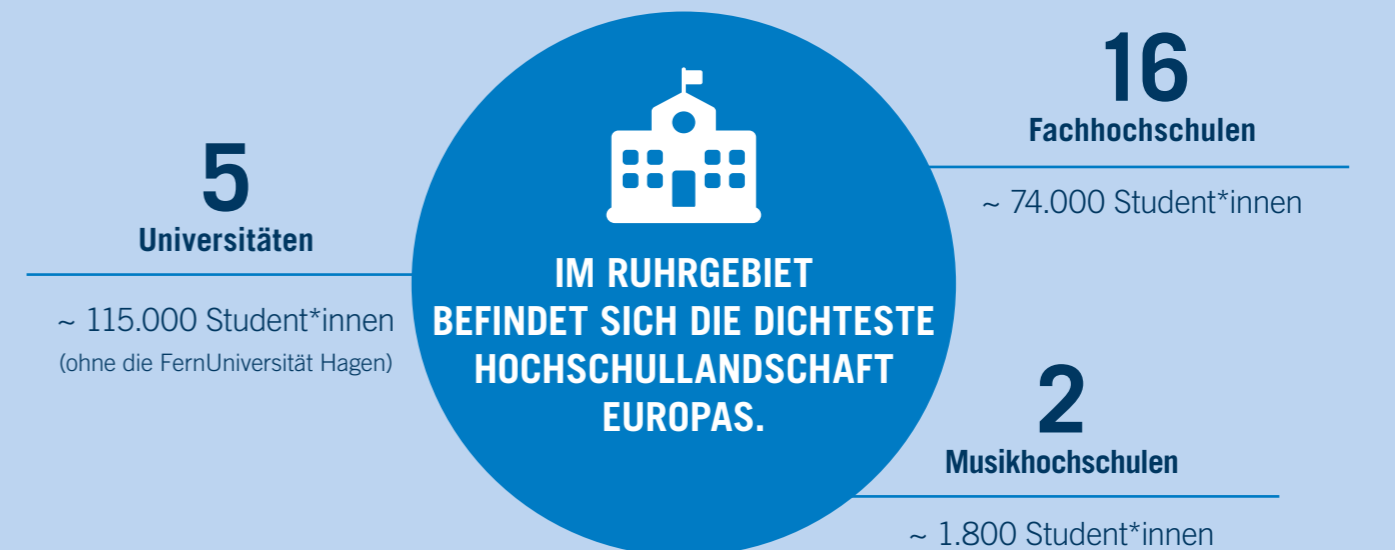 5
Universitäten
~ 115.000 Student*innen
(ohne die FernUniversität Hagen)
IM RUHRGEBIET
BEFINDET SICH DIE DICHTESTE
HOCHSCHULLANDSCHAFT
EUROPAS.
16
Fachhochschulen
~ 74.000 Student*innen
2
Musikhochschulen
~ 1.800 Student*innen